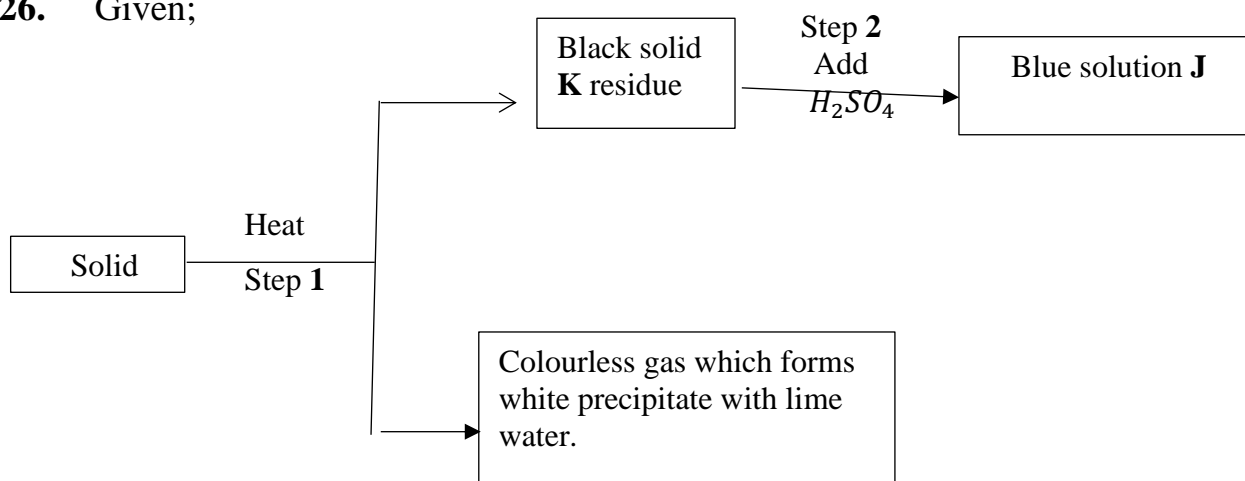 26. Given;
Black solid
K residue
Step 2
Add
H₂SO₄
Blue solution J
Heat
Step 1
Solid
Colourless gas which forms
white precipitate with lime
water.